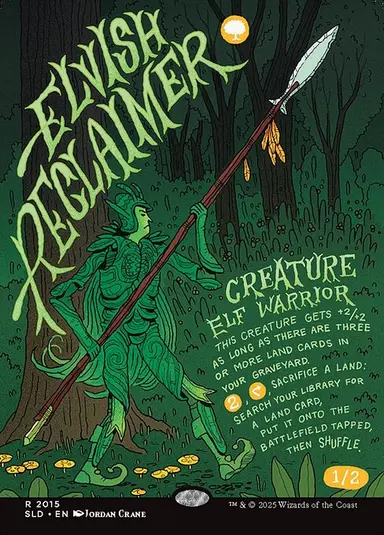 ELVISH
RECLAIMER
CREATURE
ELF WARRIOR
THIS CREATURE GETS +2/+2
AS LONG AS THERE ARE THREE
OR MORE LAND CARDS IN
YOUR GRAVEYARD.
2, SACRIFICE A LAND:
SEARCH YOUR LIBRARY FOR
A LAND CARD,
PUT IT ONTO THE
BATTLEFIELD TAPPED,
THEN SHUFFLE.
1/2
R 2015
SLD • EN JORDAN CRANE
™ & © 2025 Wizards of the Coast